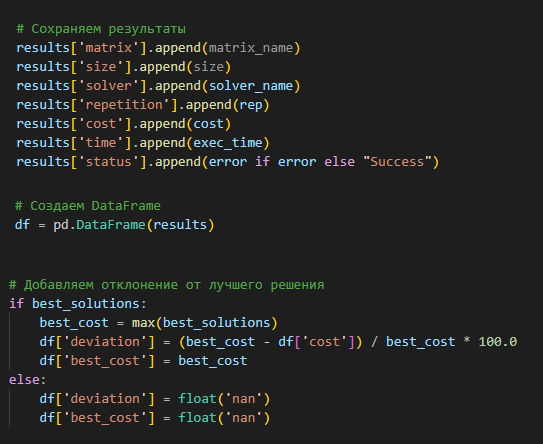 # Сохраняем результаты
results['matrix'].append(matrix_name)
results['size'].append(size)
results['solver'].append(solver_name)
results['repetition'].append(rep)
results['cost'].append(cost)
results['time'].append(exec_time)
results['status'].append(error if error else "Success")
# Создаем DataFrame
df = pd.DataFrame(results)
# Добавляем отклонение от лучшего решения
if best_solutions:
    best_cost = max(best_solutions)
    df['deviation'] = (best_cost - df['cost']) / best_cost * 100.0
    df['best_cost'] = best_cost
else:
    df['deviation'] = float('nan')
    df['best_cost'] = float('nan')